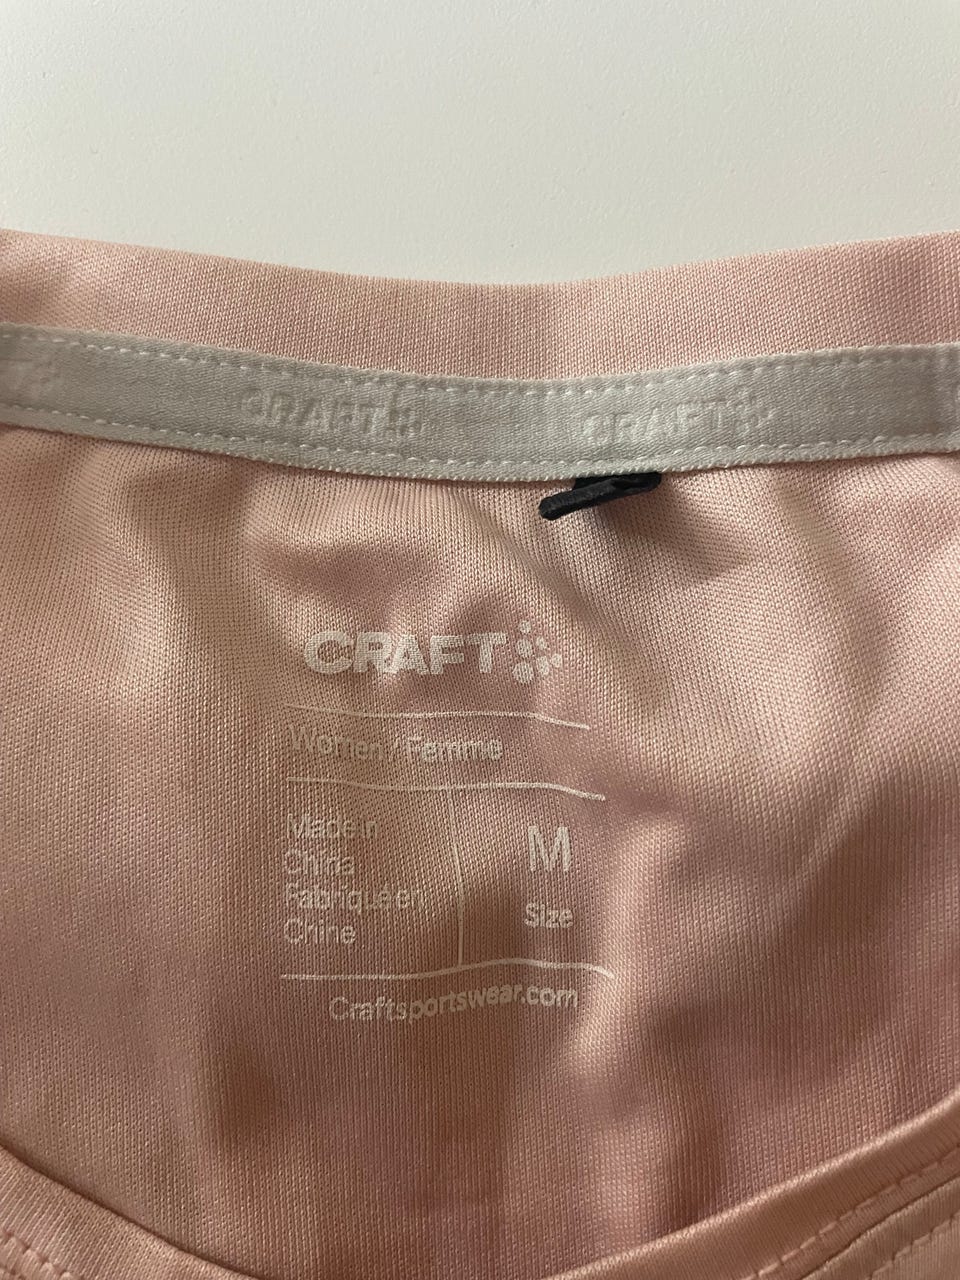 CRAFT CRAFT
CRAFT
Women / Femme
Made in
China
Fabriqué en
Chine
M
Size
Craftsportswear.com